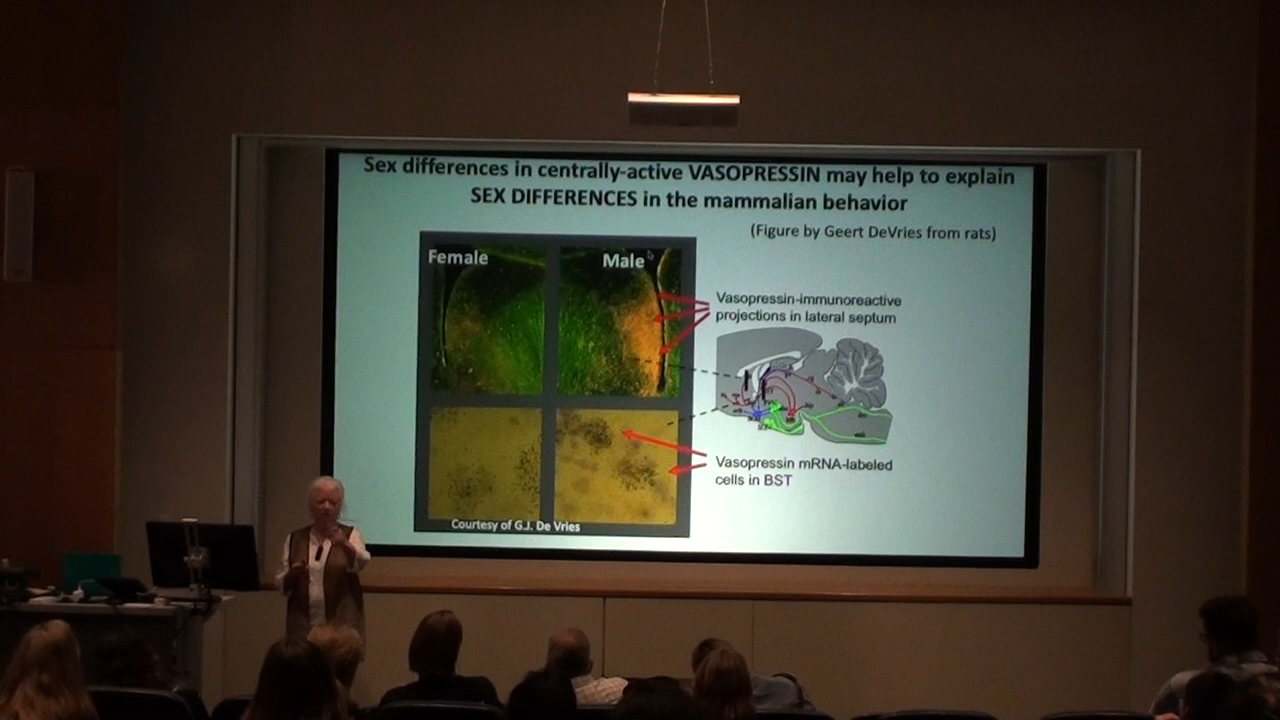 Sex differences in centrally-active VASOPRESSIN may help to explain
SEX DIFFERENCES in the mammalian behavior
(Figure by Geert DeVries from rats)
Female
Male
Vasopressin-immunoreactive
projections in lateral septum
Vasopressin mRNA-labeled
cells in BST
Courtesy of G.J. De Vries